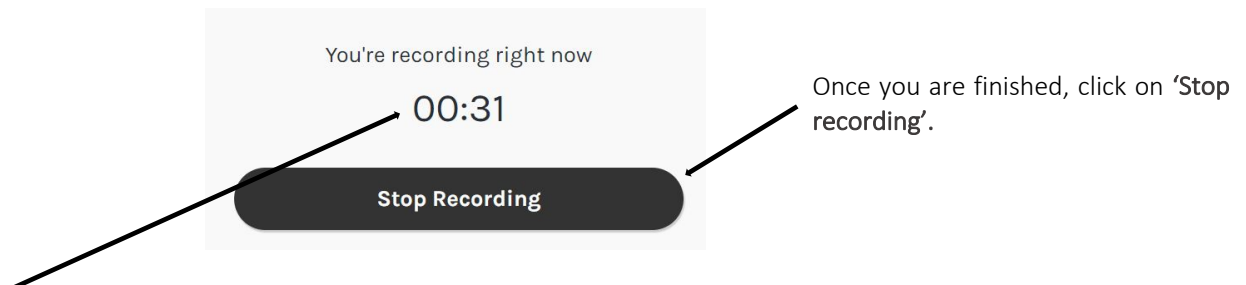 You're recording right now
00:31
Stop Recording
Once you are finished, click on ‘Stop
recording’.